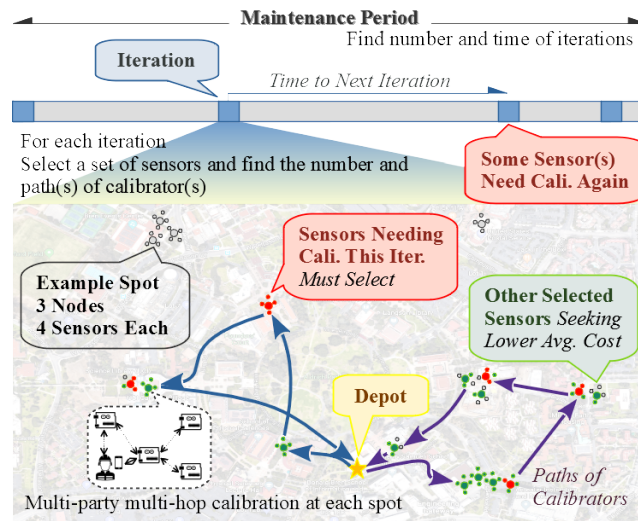 Maintenance Period
Find number and time of iterations
Iteration
Time to Next Iteration
For each iteration
Select a set of sensors and find the number and
path(s) of calibrator(s)
Some Sensor(s)
Need Cali. Again
Sensors Needing
Cali. This Iter.
Must Select
Example Spot
3 Nodes
4 Sensors Each
Other Selected
Sensors Seeking
Lower Avg. Cost
Depot
Paths of
Calibrators
Multi-party multi-hop calibration at each spot